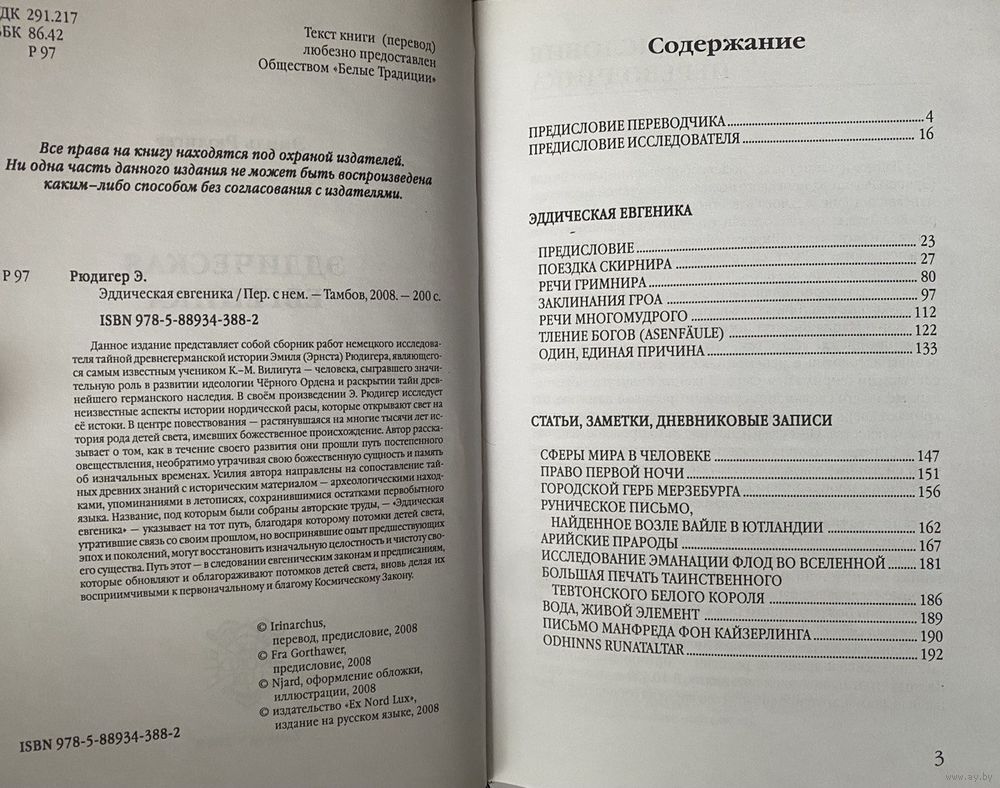 ДК 291.217
БК 86.42
Р 97
Текст книги (перевод)
любезно предоставлен
Обществом «Белые Традиции»
Все права на книгу находятся под охраной издателей.
Ни одна часть данного издания не может быть воспроизведена
каким–либо способом без согласования с издателями.
Р 97
Рюдигер Э.
Эддическая евгеника / Пер. с нем. — Тамбов, 2008. — 200 с.
ISBN 978-5-88934-388-2
Данное издание представляет собой сборник работ немецкого исследова-
теля тайной древнегерманской истории Эмиля (Эрнста) Рюдигера, являющего-
ся самым известным учеником К.–М. Вилигута — человека, сыгравшего значи-
тельную роль в развитии идеологии Чёрного Ордена и раскрытии тайн древ-
нейшего германского наследия. В своём произведении Э. Рюдигер исследует
неизвестные аспекты истории нордической расы, которые открывают свет на
её истоки. В центре повествования — растянувшаяся на многие тысячи лет ис-
тория рода детей света, имевших божественное происхождение. Автор расска-
зывает о том, как в течение своего развития они прошли путь постепенного
овеществления, необратимо утрачивая свою божественную сущность и память
об изначальных временах. Усилия автора направлены на сопоставление тай-
ных древних знаний с историческим материалом — археологическими наход-
ками, упоминаниями в летописях, сохранившимися остатками первобытного
языка. Название, под которым были собраны авторские труды, — «Эддическая
евгеника» — указывает на тот путь, благодаря которому потомки детей света,
утратившие связь со своим прошлом, но воспринявшие опыт предшествующих
эпох и поколений, могут восстановить изначальную целостность и чистоту сво-
его существа. Путь этот — в следовании евгеническим законам и предписаниям,
которые обновляют и облагораживают потомков детей света, вновь делая их
восприимчивыми к первоначальному и благому Космическому Закону.
© Irinarchus,
перевод, предисловие, 2008
© Fra Gorthawer,
предисловие, 2008
© Njard, оформление обложки,
иллюстрации, 2008
© издательство «Ex Nord Lux»,
издание на русском языке, 2008
ISBN 978-5-88934-388-2
Содержание
ПРЕДИСЛОВИЕ ПЕРЕВОДЧИКА 4
ПРЕДИСЛОВИЕ ИССЛЕДОВАТЕЛЯ 16
ЭДДИЧЕСКАЯ ЕВГЕНИКА
ПРЕДИСЛОВИЕ 23
ПОЕЗДКА СКИРНИРА 27
РЕЧИ ГРИМНИРА 80
ЗАКЛИНАНИЯ ГРОА 97
РЕЧИ МНОГОМУДРОГО 112
ТЛЕНИЕ БОГОВ (ASENFÄULE) 122
ОДИН, ЕДИНАЯ ПРИЧИНА 133
СТАТЬИ, ЗАМЕТКИ, ДНЕВНИКОВЫЕ ЗАПИСИ
СФЕРЫ МИРА В ЧЕЛОВЕКЕ 147
ПРАВО ПЕРВОЙ НОЧИ 151
ГОРОДСКОЙ ГЕРБ МЕРЗЕБУРГА 156
РУНИЧЕСКОЕ ПИСЬМО,
НАЙДЕННОЕ ВОЗЛЕ ВАЙЛЕ В ЮТЛАНДИИ 162
АРИЙСКИЕ ПРАРОДЫ 167
ИССЛЕДОВАНИЕ ЭМАНАЦИИ ФЛОД ВО ВСЕЛЕННОЙ 181
БОЛЬШАЯ ПЕЧАТЬ ТАИНСТВЕННОГО
ТЕВТОНСКОГО БЕЛОГО КОРОЛЯ 186
ВОДА, ЖИВОЙ ЭЛЕМЕНТ 189
ПИСЬМО МАНФРЕДА ФОН КАЙЗЕРЛИНГА 190
ODHINNS RUNATALTAR 192
3
www.ay.by